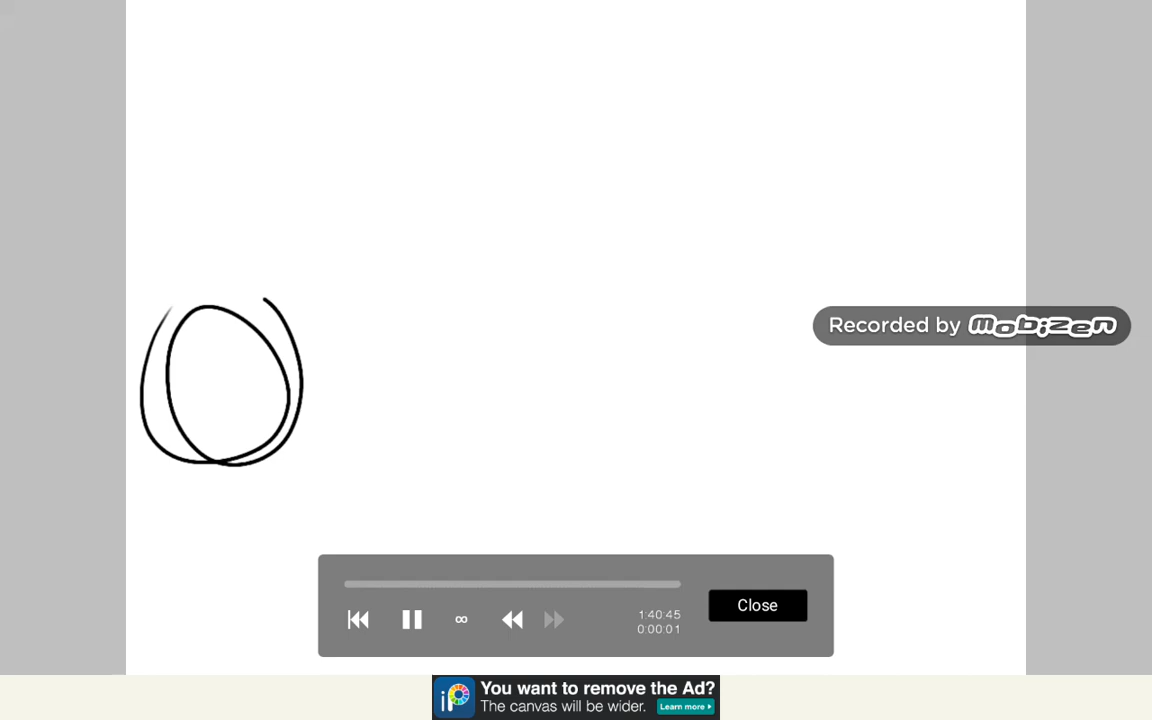 Recorded by Mobizen
1:40:45
0:00:01
Close
iP
You want to remove the Ad?
The canvas will be wider.
Learn more